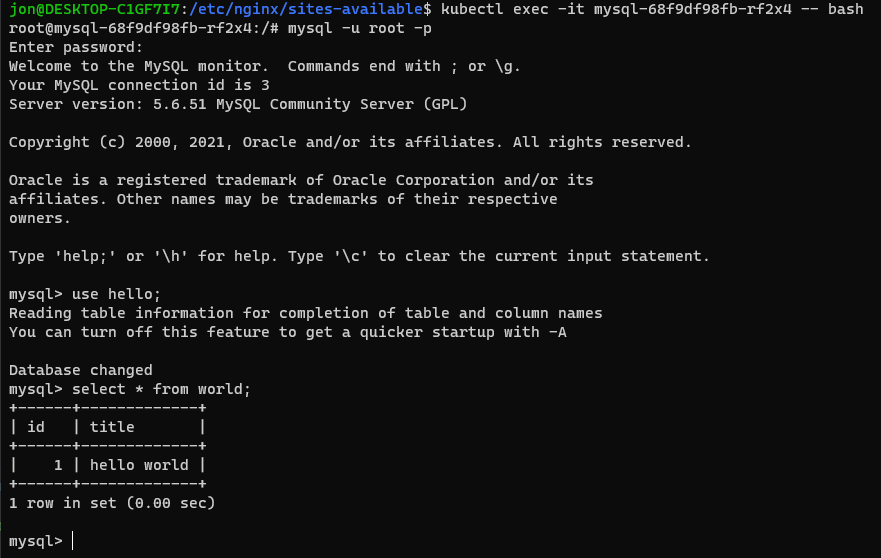 jon@DESKTOP-C1GF7I7:/etc/nginx/sites-available$ kubectl exec -it mysql-68f9df98fb-rf2x4 -- bash
root@mysql-68f9df98fb-rf2x4:/# mysql -u root -p
Enter password:
Welcome to the MySQL monitor.  Commands end with ; or \g.
Your MySQL connection id is 3
Server version: 5.6.51 MySQL Community Server (GPL)

Copyright (c) 2000, 2021, Oracle and/or its affiliates. All rights reserved.

Oracle is a registered trademark of Oracle Corporation and/or its
affiliates. Other names may be trademarks of their respective
owners.

Type 'help;' or '\h' for help. Type '\c' to clear the current input statement.

mysql> use hello;
Reading table information for completion of table and column names
You can turn off this feature to get a quicker startup with -A

Database changed
mysql> select * from world;
+------+-------------+
| id   | title       |
+------+-------------+
|    1 | hello world |
+------+-------------+
1 row in set (0.00 sec)

mysql>